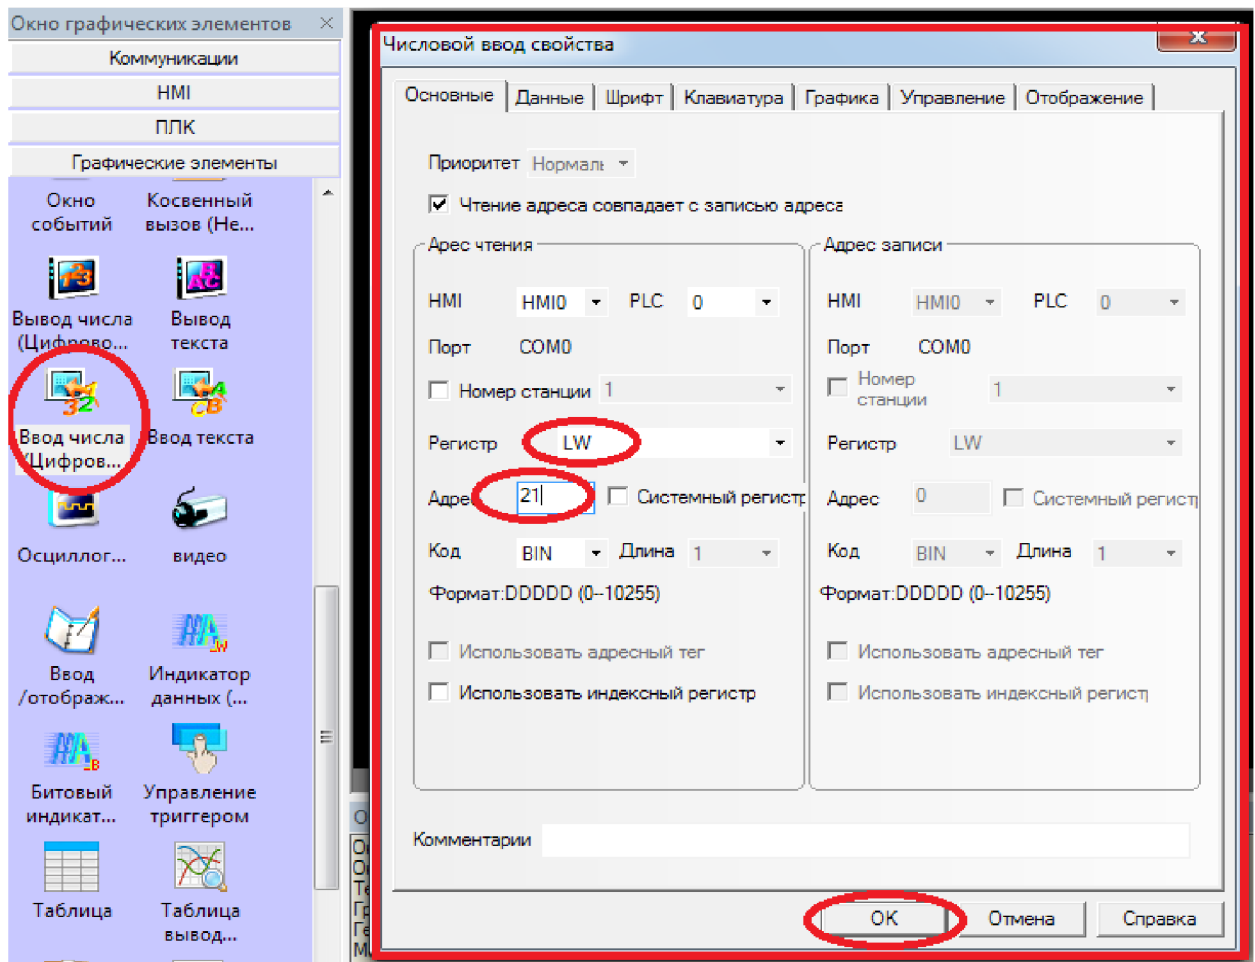 Окно графических элементов
Коммуникации
HMI
ПЛК
Графические элементы
Окно событий
Косвенный вызов (Не...
Вывод числа (Цифрово...
Вывод текста
Ввод числа (Цифров...
Ввод текста
Осциллог...
видео
Ввод /отображ...
Индикатор данных (...
Битовый индикат...
Управление триггером
Таблица
Таблица вывод...
Числовой ввод свойства
Основные Данные Шрифт Клавиатура Графика Управление Отображение
Приоритет Нормаль
Чтение адреса совпадает с записью адреса
Арес чтения
HMI HMI0 PLC 0
Порт COM0
Номер станции 1
Регистр LW
Адрес 21 Системный регистр
Код BIN Длина 1
Формат:DDDDD (0--10255)
Использовать адресный тег
Использовать индексный регистр
Адрес записи
HMI HMI0 PLC 0
Порт COM0
Номер станции 1
Регистр LW
Адрес 0 Системный регист
Код BIN Длина 1
Формат:DDDDD (0--10255)
Использовать адресный тег
Использовать индексный регист
Комментарии
OK Отмена Справка